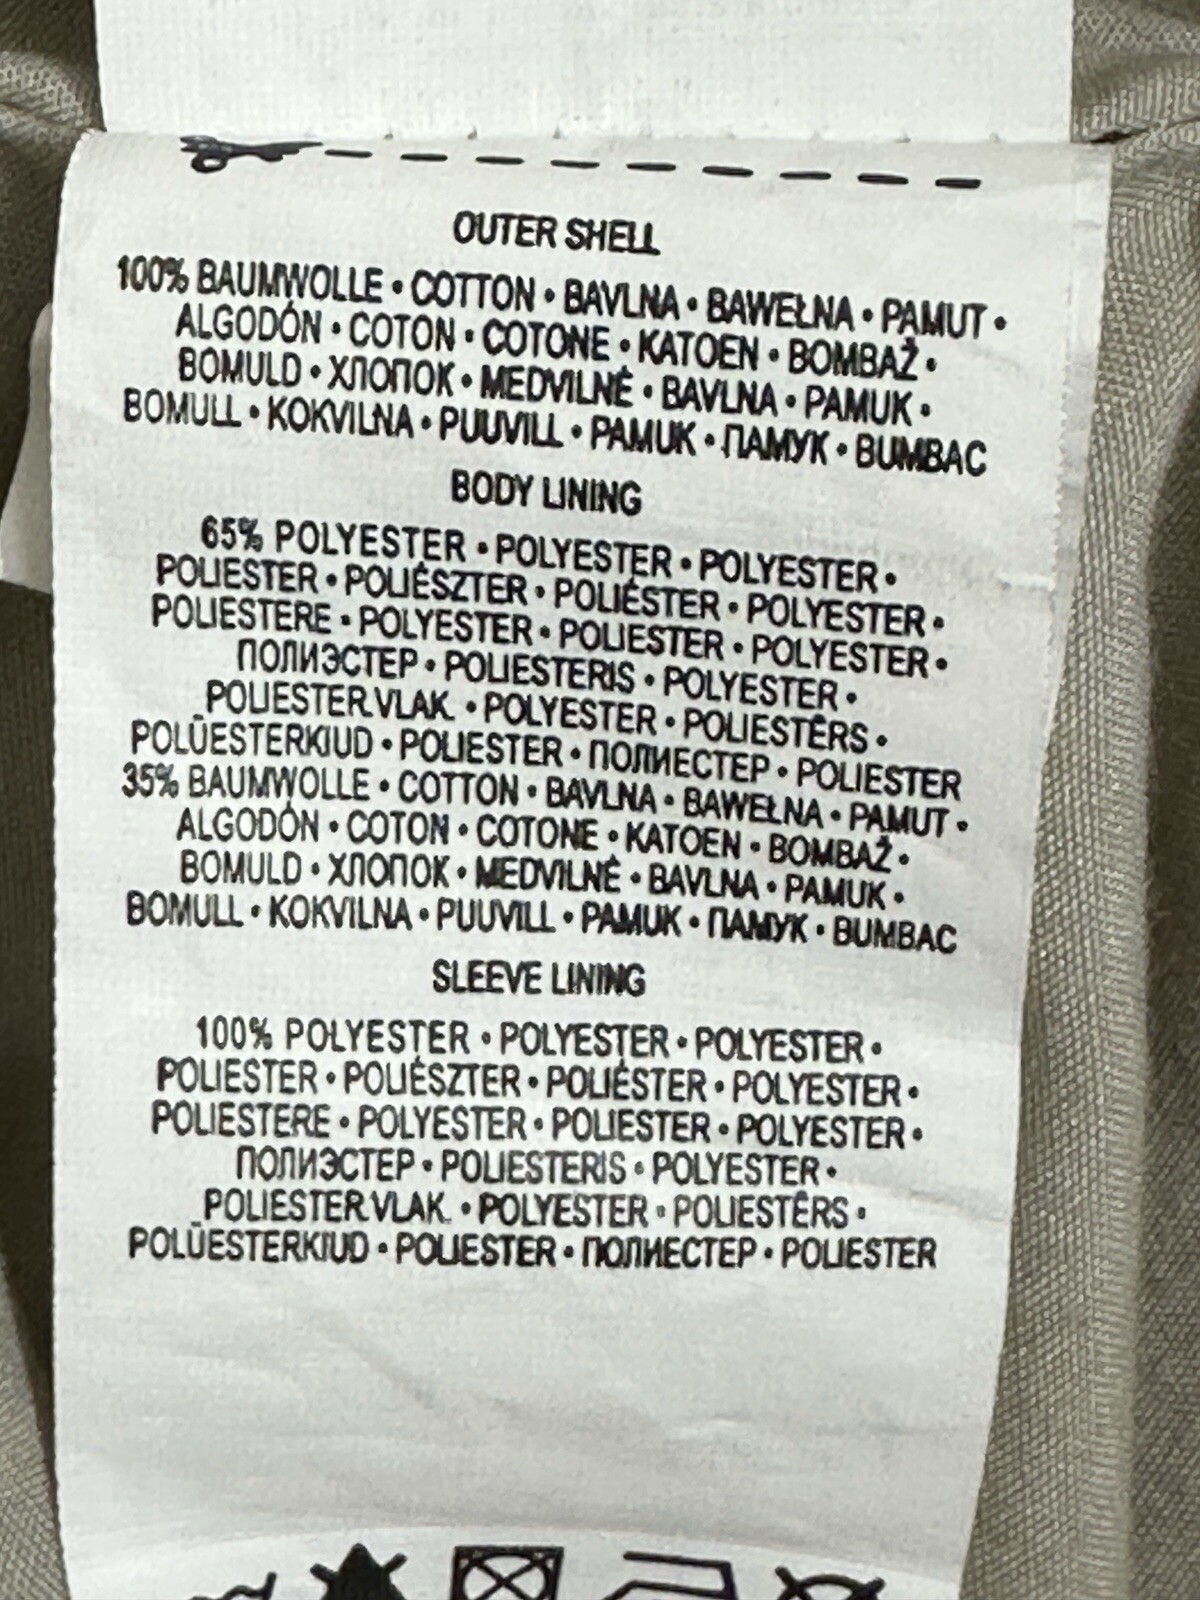 OUTER SHELL
100% BAUMWOLLE • COTTON • BAVLNA • BAWEŁNA • PAMUT •
ALGODÓN • COTON • COTONE • KATOEN • BOMBAŽ •
BOMULD • ХЛОПОК • MEDVILNĖ • BAVLNA • PAMUK •
BOMULL • KOKVILNA • PUUVILL • PAMUK • ПАМУК • BUMBAC
BODY LINING
65% POLYESTER • POLYESTER • POLYESTER •
POLIESTER • POLIÉSZTER • POLIÉSTER • POLYESTER •
POLIESTERE • POLYESTER • POLIESTER • POLYESTER •
ПОЛИЭСТЕР • POLIESTERIS • POLYESTER •
POLIESTER.VLAK. • POLYESTER • POLIESTĒRS •
POLÜESTERKIUD • POLIESTER • ПОЛИЕСТЕР • POLIESTER
35% BAUMWOLLE • COTTON • BAVLNA • BAWEŁNA • PAMUT •
ALGODÓN • COTON • COTONE • KATOEN • BOMBAŽ •
BOMULD • ХЛОПОК • MEDVILNĖ • BAVLNA • PAMUK •
BOMULL • KOKVILNA • PUUVILL • PAMUK • ПАМУК • BUMBAC
SLEEVE LINING
100% POLYESTER • POLYESTER • POLYESTER •
POLIESTER • POLIÉSZTER • POLIÉSTER • POLYESTER •
POLIESTERE • POLYESTER • POLIESTER • POLYESTER •
ПОЛИЭСТЕР • POLIESTERIS • POLYESTER •
POLIESTER.VLAK. • POLYESTER • POLIESTĒRS •
POLÜESTERKIUD • POLIESTER • ПОЛИЕСТЕР • POLIESTER